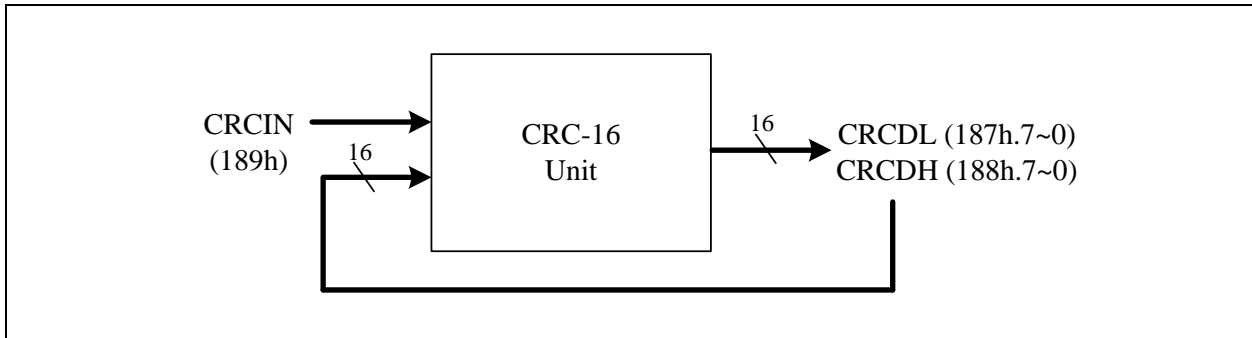 CRCIN
(189h)
16
CRC-16
Unit
16
CRCDL (187h.7~0)
CRCDH (188h.7~0)